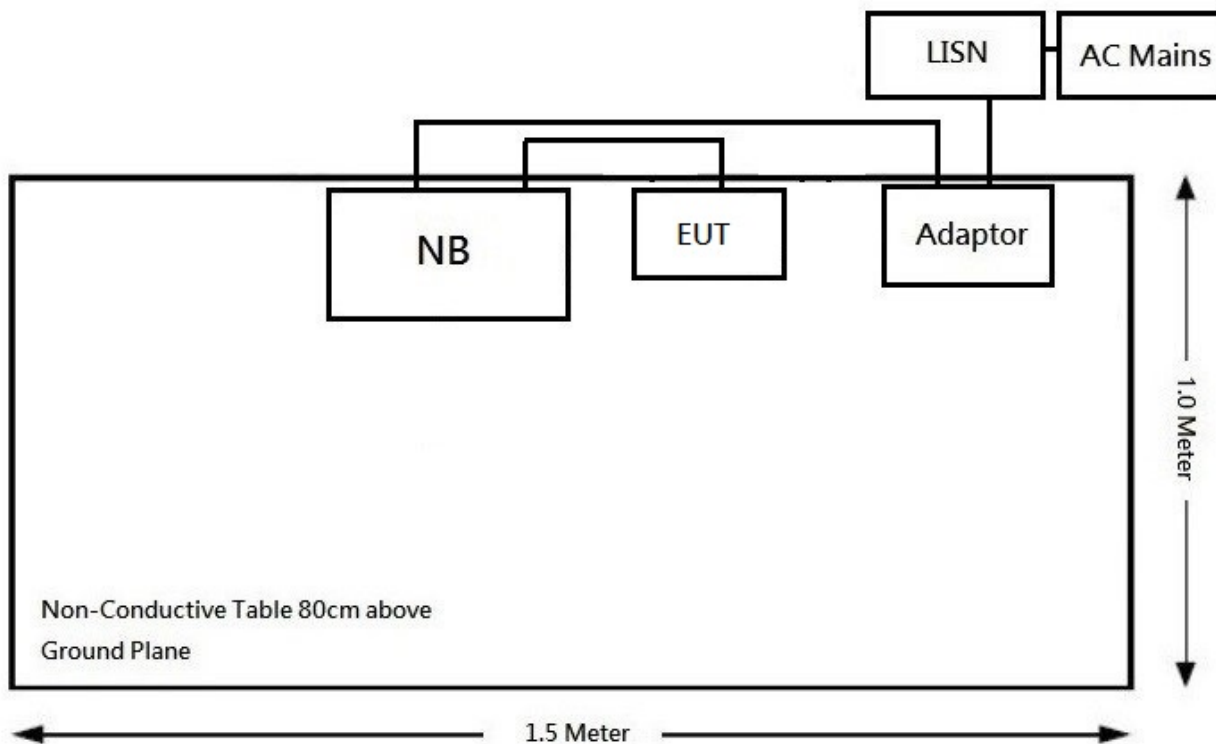 LISN
AC Mains
NB
EUT
Adaptor
1.0 Meter
Non-Conductive Table 80cm above
Ground Plane
1.5 Meter